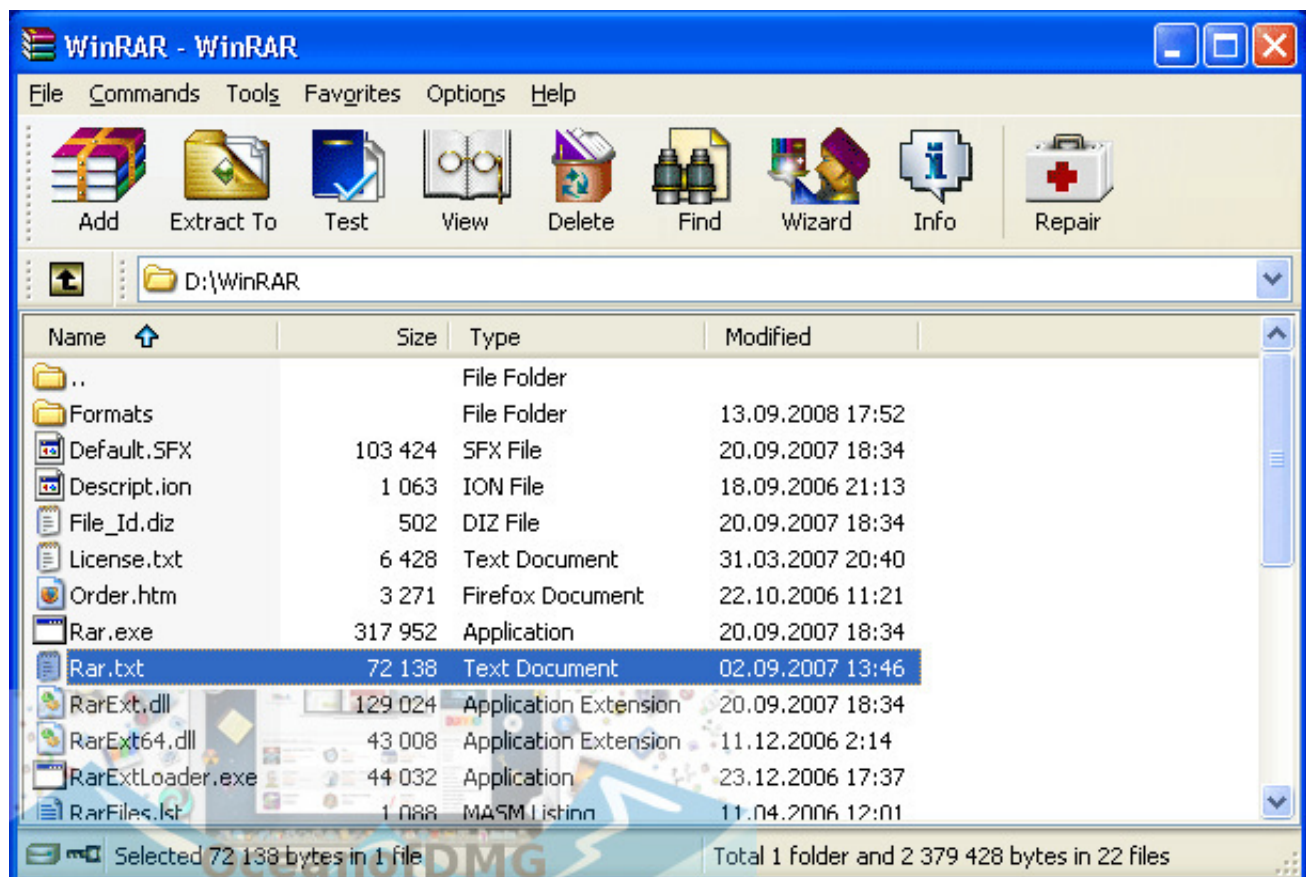 WinRAR - WinRAR
File Commands Tools Favorites Options Help
Add Extract To Test View Delete Find Wizard Info Repair
D:\WinRAR
Name Size Type Modified
.. File Folder
Formats File Folder 13.09.2008 17:52
Default.SFX 103 424 SFX File 20.09.2007 18:34
Descript.ion 1 063 ION File 18.09.2006 21:13
File_Id.diz 502 DIZ File 20.09.2007 18:34
License.txt 6 428 Text Document 31.03.2007 20:40
Order.htm 3 271 Firefox Document 22.10.2006 11:21
Rar.exe 317 952 Application 20.09.2007 18:34
Rar.txt 72 138 Text Document 02.09.2007 13:46
RarExt.dll 129 024 Application Extension 20.09.2007 18:34
RarExt64.dll 43 008 Application Extension 11.12.2006 2:14
RarExtLoader.exe 44 032 Application 23.12.2006 17:37
RarFiles.lst 1 088 MASM Listing 11.04.2006 12:01
Selected 72 138 bytes in 1 file Total 1 folder and 2 379 428 bytes in 22 files
OceanofDMG